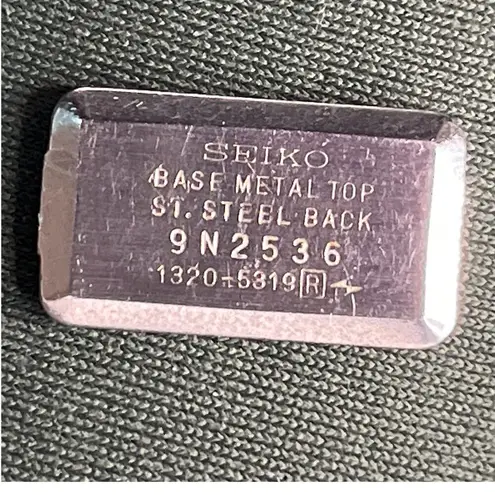 SEIKO
BASE METAL TOP
ST. STEEL BACK
9N2536
1320-5319 R